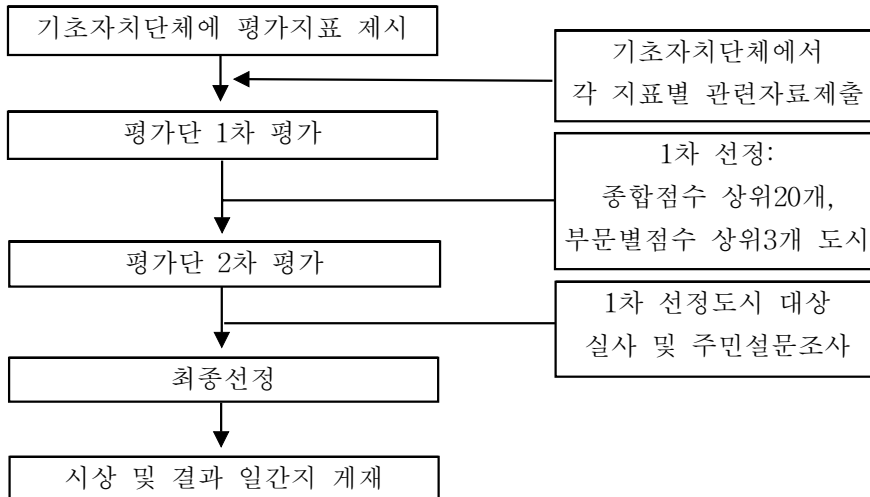 기초자치단체에 평가지표 제시
기초자치단체에서
각 지표별 관련자료제출
평가단 1차 평가
1차 선정:
종합점수 상위20개,
부문별점수 상위3개 도시
평가단 2차 평가
1차 선정도시 대상
실사 및 주민설문조사
최종선정
시상 및 결과 일간지 게재